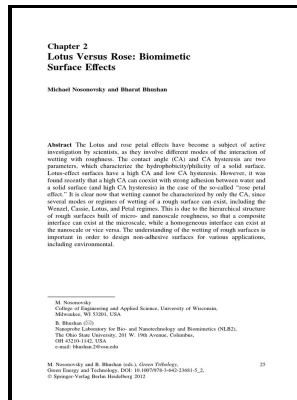 Chapter 2
Lotus Versus Rose: Biomimetic
Surface Effects
Michael Nosonovsky and Bharat Bhushan
Abstract The Lotus and rose petal effects have become a subject of active
investigation by scientists, as they involve different modes of the interaction of
wetting with roughness. The contact angle (CA) and CA hysteresis are two
parameters, which characterize the hydrophobicity/philicity of a solid surface.
Lotus-effect surfaces have a high CA and low CA hysteresis. However, it was
found recently that a high CA can coexist with strong adhesion between water and
a solid surface (and high CA hysteresis) in the case of the so-called "rose petal
effect." It is clear now that wetting cannot be characterized by only the CA, since
several modes or regimes of wetting of a rough surface can exist, including the
Wenzel, Cassie, Lotus, and Petal regimes. This is due to the hierarchical structure
of rough surfaces built of micro- and nanoscale roughness, so that a composite
interface can exist at the microscale, while a homogeneous interface can exist at
the nanoscale or vice versa. The understanding of the wetting of rough surfaces is
important in order to design non-adhesive surfaces for various applications,
including environmental.
M. Nosonovsky
College of Engineering and Applied Science, University of Wisconsin,
Milwaukee, WI 53201, USA
B. Bhushan (✉)
Nanoprobe Laboratory for Bio- and Nanotechnology and Biomimetics (NLB2),
The Ohio State University, 201 W. 19th Avenue, Columbus,
OH 43210-1142, USA
e-mail: bhushan.2@osu.edu
M. Nosonovsky and B. Bhushan (eds.), Green Tribology,
Green Energy and Technology, DOI: 10.1007/978-3-642-23681-5_2,
© Springer-Verlag Berlin Heidelberg 2012
25